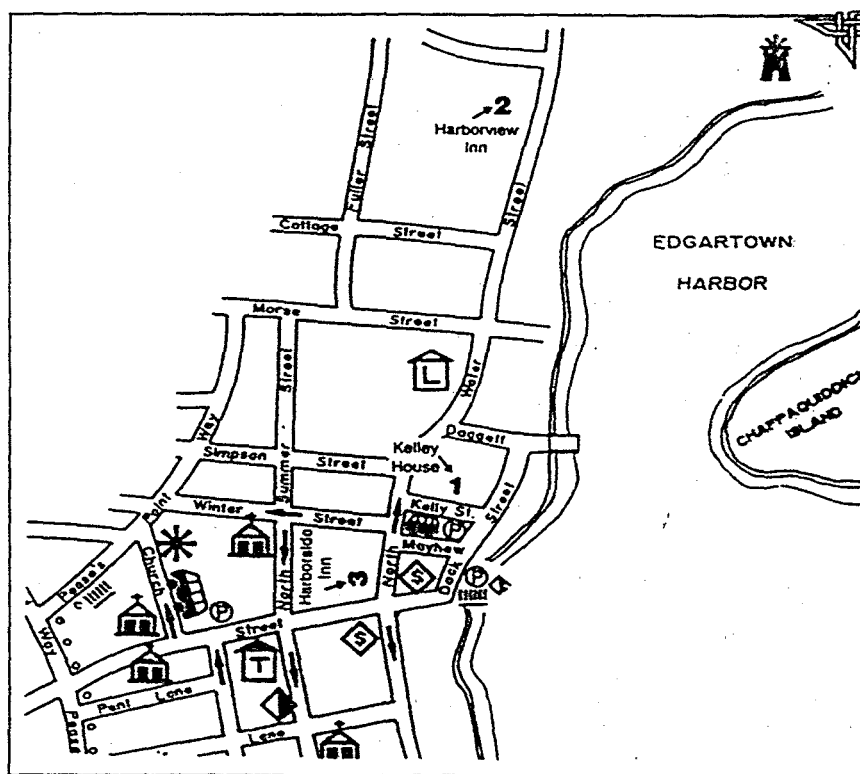 2
Harborview
Inn
Fuller Street
Street
Cottage Street
EDGARTOWN
HARBOR
Morse Street
CHAPPAQUIDDICK
ISLAND
L
Water
Street
Daggett
Way
Simpson Street
Kelley
House
1
Summer
Winter Street
Kelly St.
P
Street
Mayhew
Point
Church
Harborside
Inn
3
North
North
Dock
S
P
Pease's
P
Street
S
Way
T
Pent Lane
Pease
Lane